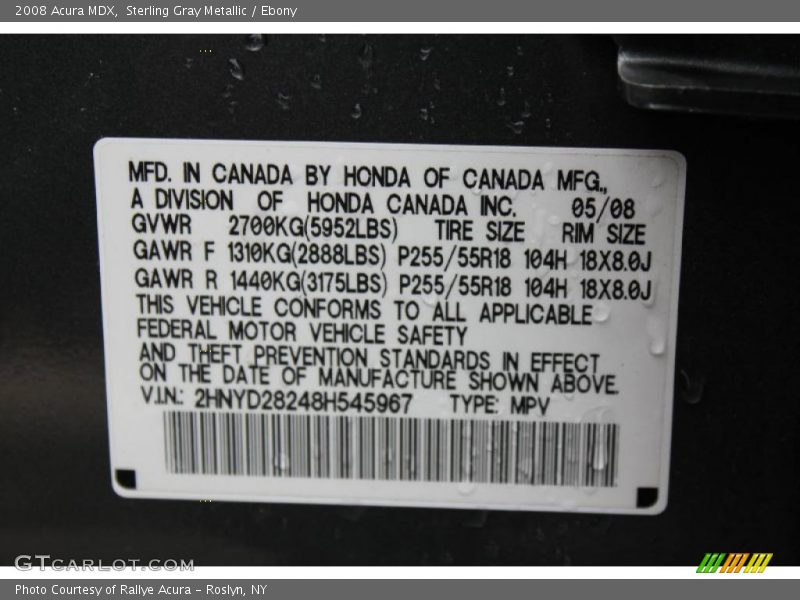 2008 Acura MDX, Sterling Gray Metallic / Ebony
MFD. IN CANADA BY HONDA OF CANADA MFG.,
A DIVISION OF HONDA CANADA INC. 05/08
GVWR 2700KG(5952LBS) TIRE SIZE RIM SIZE
GAWR F 1310KG(2888LBS) P255/55R18 104H 18X8.0J
GAWR R 1440KG(3175LBS) P255/55R18 104H 18X8.0J
THIS VEHICLE CONFORMS TO ALL APPLICABLE
FEDERAL MOTOR VEHICLE SAFETY
AND THEFT PREVENTION STANDARDS IN EFFECT
ON THE DATE OF MANUFACTURE SHOWN ABOVE.
V.I.N.: 2HNYD28248H545967 TYPE: MPV
GTCARLOT.COM
Photo Courtesy of Rallye Acura - Roslyn, NY